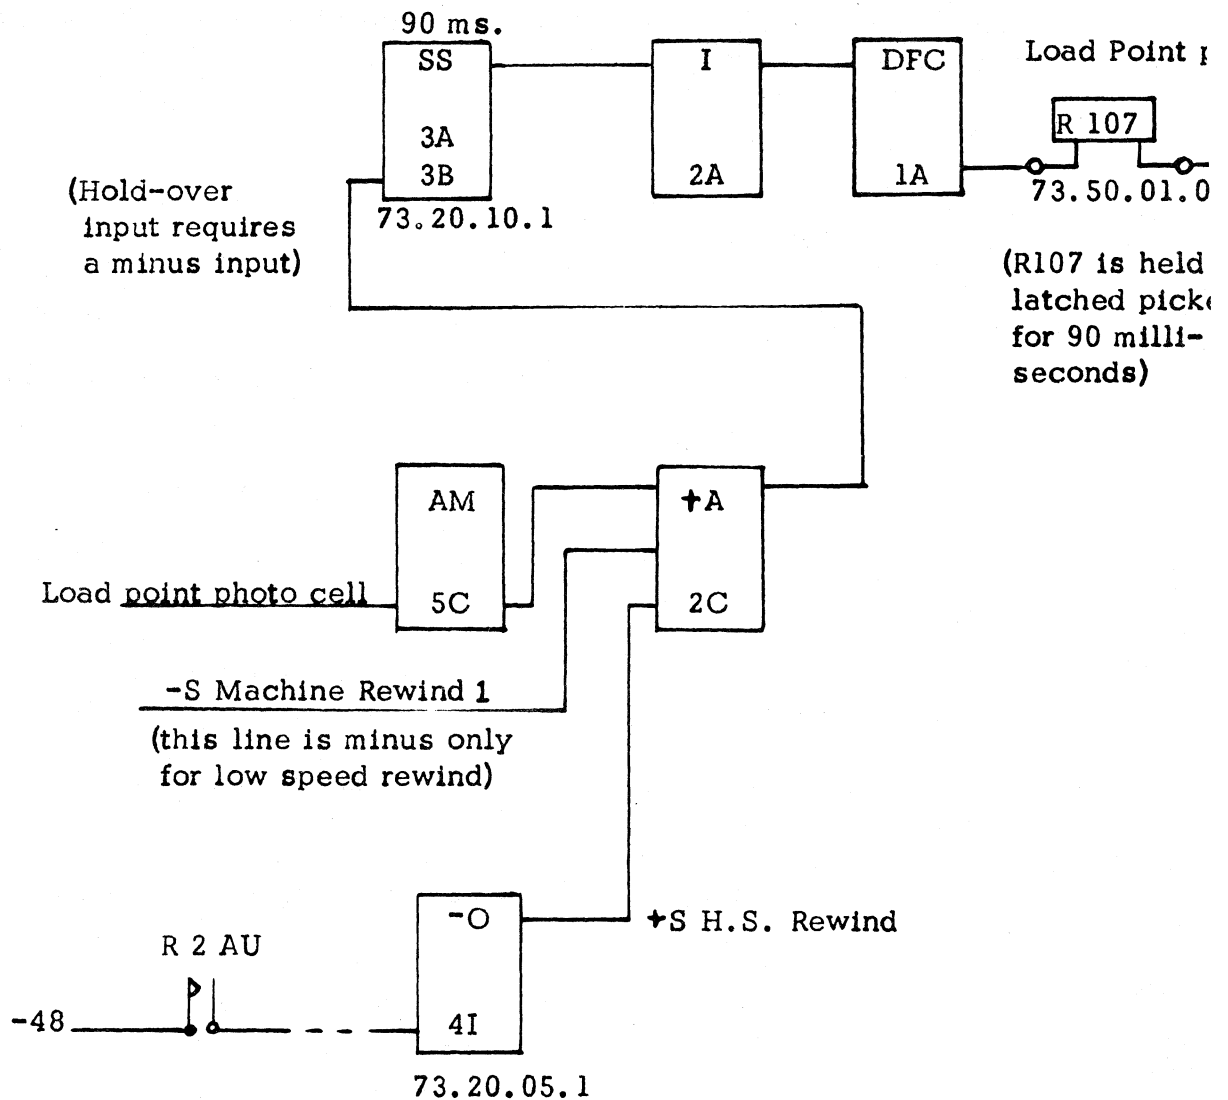 90 ms.
SS
3A
3B
73.20.10.1
I
2A
DFC
1A
Load Point
R 107
73.50.01.0
(Hold-over
input requires
a minus input)
(R107 is held
latched picke
for 90 milli-
seconds)
AM
5C
+A
2C
Load point photo cell
-S Machine Rewind 1
(this line is minus only
for low speed rewind)
-O
4I
+S H.S. Rewind
R 2 AU
-48
73.20.05.1